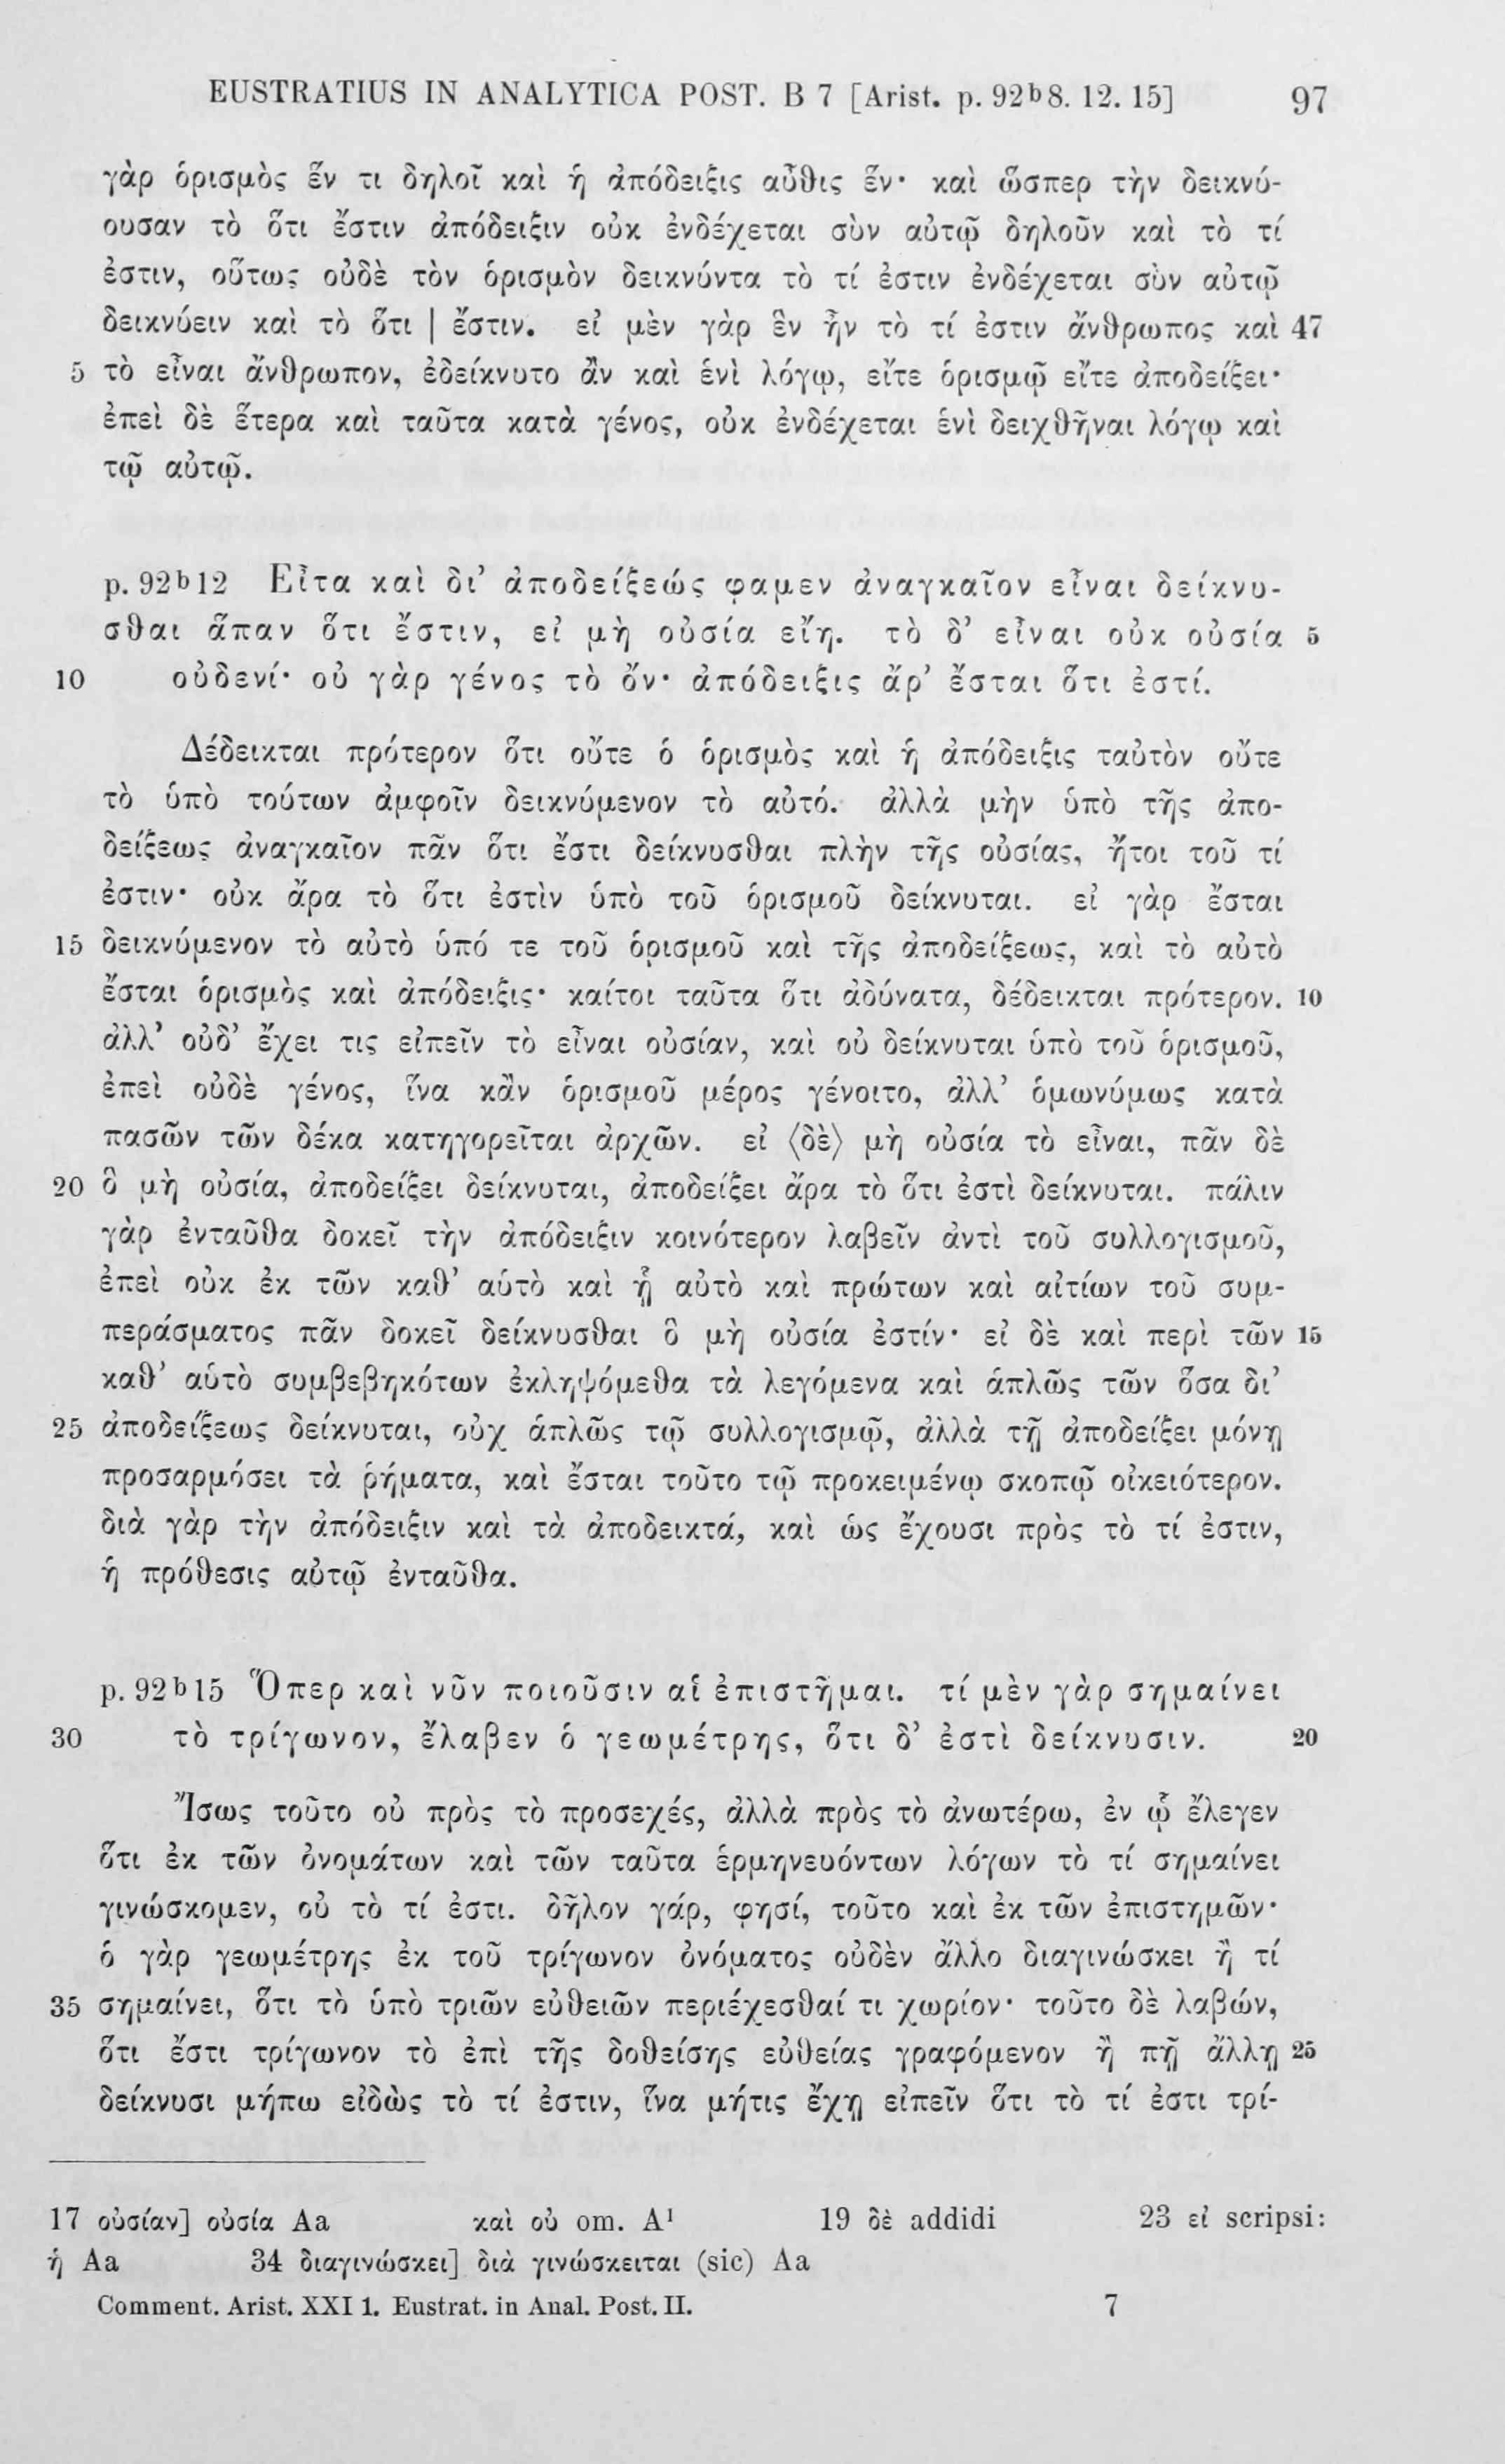 EUSTRATIUS IN ANALYTICA POST. B 7 [Arist. p. 92b8. 12. 15] 97
γὰρ ὁρισμὸς ἕν τι δηλοῖ καὶ ἡ ἀπόδειξις αὖθις ἕν· καὶ ὥσπερ τὴν δεικνύ-
ουσαν τὸ ὅτι ἔστιν ἀπόδειξιν οὐκ ἐνδέχεται σὺν αὐτῷ δηλοῦν καὶ τὸ τί
ἐστιν, οὕτως οὐδὲ τὸν ὁρισμὸν δεικνύντα τὸ τί ἐστιν ἐνδέχεται σὺν αὐτῷ
δεικνύειν καὶ τὸ ὅτι | ἔστιν. εἰ μὲν γὰρ ἓν ἦν τὸ τί ἐστιν ἄνθρωπος καὶ 47
5 τὸ εἶναι ἄνθρωπον, ἐδείκνυτο ἂν καὶ ἑνὶ λόγῳ, εἴτε ὁρισμῷ εἴτε ἀποδείξει·
ἐπεὶ δὲ ἕτερα καὶ ταῦτα κατὰ γένος, οὐκ ἐνδέχεται ἑνὶ δειχθῆναι λόγῳ καὶ
τῷ αὐτῷ.
p. 92b12 Εἶτα καὶ δι’ ἀποδείξεώς φαμεν ἀναγκαῖον εἶναι δείκνυ-
σθαι ἅπαν ὅτι ἔστιν, εἰ μὴ οὐσία εἴη. τὸ δ’ εἶναι οὐκ οὐσία 5
10 οὐδενί· οὐ γὰρ γένος τὸ ὄν· ἀπόδειξις ἄρ’ ἔσται ὅτι ἐστί.
Δέδεικται πρότερον ὅτι οὔτε ὁ ὁρισμὸς καὶ ἡ ἀπόδειξις ταὐτὸν οὔτε
τὸ ὑπὸ τούτων ἀμφοῖν δεικνύμενον τὸ αὐτό. ἀλλὰ μὴν ὑπὸ τῆς ἀπο-
δείξεως ἀναγκαῖον πᾶν ὅτι ἔστι δείκνυσθαι πλὴν τῆς οὐσίας, ἤτοι τοῦ τί
ἐστιν· οὐκ ἄρα τὸ ὅτι ἐστὶν ὑπὸ τοῦ ὁρισμοῦ δείκνυται. εἰ γὰρ ἔσται
15 δεικνύμενον τὸ αὐτὸ ὑπό τε τοῦ ὁρισμοῦ καὶ τῆς ἀποδείξεως, καὶ τὸ αὐτὸ
ἔσται ὁρισμὸς καὶ ἀπόδειξις· καίτοι ταῦτα ὅτι ἀδύνατα, δέδεικται πρότερον. 10
ἀλλ’ οὐδ’ ἔχει τις εἰπεῖν τὸ εἶναι οὐσίαν, καὶ οὐ δείκνυται ὑπὸ τοῦ ὁρισμοῦ,
ἐπεὶ οὐδὲ γένος, ἵνα κἂν ὁρισμοῦ μέρος γένοιτο, ἀλλ’ ὁμωνύμως κατὰ
πασῶν τῶν δέκα κατηγορεῖται ἀρχῶν. εἰ ⟨δὲ⟩ μὴ οὐσία τὸ εἶναι, πᾶν δὲ
20 ὃ μὴ οὐσία, ἀποδείξει δείκνυται, ἀποδείξει ἄρα τὸ ὅτι ἐστὶ δείκνυται. πάλιν
γὰρ ἐνταῦθα δοκεῖ τὴν ἀπόδειξιν κοινότερον λαβεῖν ἀντὶ τοῦ συλλογισμοῦ,
ἐπεὶ οὐκ ἐκ τῶν καθ’ αὑτὸ καὶ ᾗ αὐτὸ καὶ πρώτων καὶ αἰτίων τοῦ συμ-
περάσματος πᾶν δοκεῖ δείκνυσθαι ὃ μὴ οὐσία ἐστίν· εἰ δὲ καὶ περὶ τῶν 15
καθ’ αὑτὸ συμβεβηκότων ἐκληψόμεθα τὰ λεγόμενα καὶ ἁπλῶς τῶν ὅσα δι’
25 ἀποδείξεως δείκνυται, οὐχ ἁπλῶς τῷ συλλογισμῷ, ἀλλὰ τῇ ἀποδείξει μόνῃ
προσαρμόσει τὰ ῥήματα, καὶ ἔσται τοῦτο τῷ προκειμένῳ σκοπῷ οἰκειότερον.
διὰ γὰρ τὴν ἀπόδειξιν καὶ τὰ ἀποδεικτά, καὶ ὡς ἔχουσι πρὸς τὸ τί ἐστιν,
ἡ πρόθεσις αὐτῷ ἐνταῦθα.
p. 92b15 Ὅπερ καὶ νῦν ποιοῦσιν αἱ ἐπιστῆμαι. τί μὲν γὰρ σημαίνει
30 τὸ τρίγωνον, ἔλαβεν ὁ γεωμέτρης, ὅτι δ’ ἐστὶ δείκνυσιν. 20
Ἴσως τοῦτο οὐ πρὸς τὸ προσεχές, ἀλλὰ πρὸς τὸ ἀνωτέρω, ἐν ᾧ ἔλεγεν
ὅτι ἐκ τῶν ὀνομάτων καὶ τῶν ταῦτα ἑρμηνευόντων λόγων τὸ τί σημαίνει
γινώσκομεν, οὐ τὸ τί ἐστι. δῆλον γάρ, φησί, τοῦτο καὶ ἐκ τῶν ἐπιστημῶν·
ὁ γὰρ γεωμέτρης ἐκ τοῦ τρίγωνον ὀνόματος οὐδὲν ἄλλο διαγινώσκει ἢ τί
35 σημαίνει, ὅτι τὸ ὑπὸ τριῶν εὐθειῶν περιέχεσθαί τι χωρίον· τοῦτο δὲ λαβών,
ὅτι ἔστι τρίγωνον τὸ ἐπὶ τῆς δοθείσης εὐθείας γραφόμενον ἢ πῇ ἄλλῃ 25
δείκνυσι μήπω εἰδὼς τὸ τί ἐστιν, ἵνα μήτις ἔχῃ εἰπεῖν ὅτι τὸ τί ἐστι τρί-
17 οὐσίαν] οὐσία Aa καὶ οὐ om. A¹ 19 δὲ addidi 23 εἰ scripsi:
ἡ Aa 34 διαγινώσκει] διὰ γινώσκειται (sic) Aa
Comment. Arist. XXI 1. Eustrat. in Anal. Post. II. 7